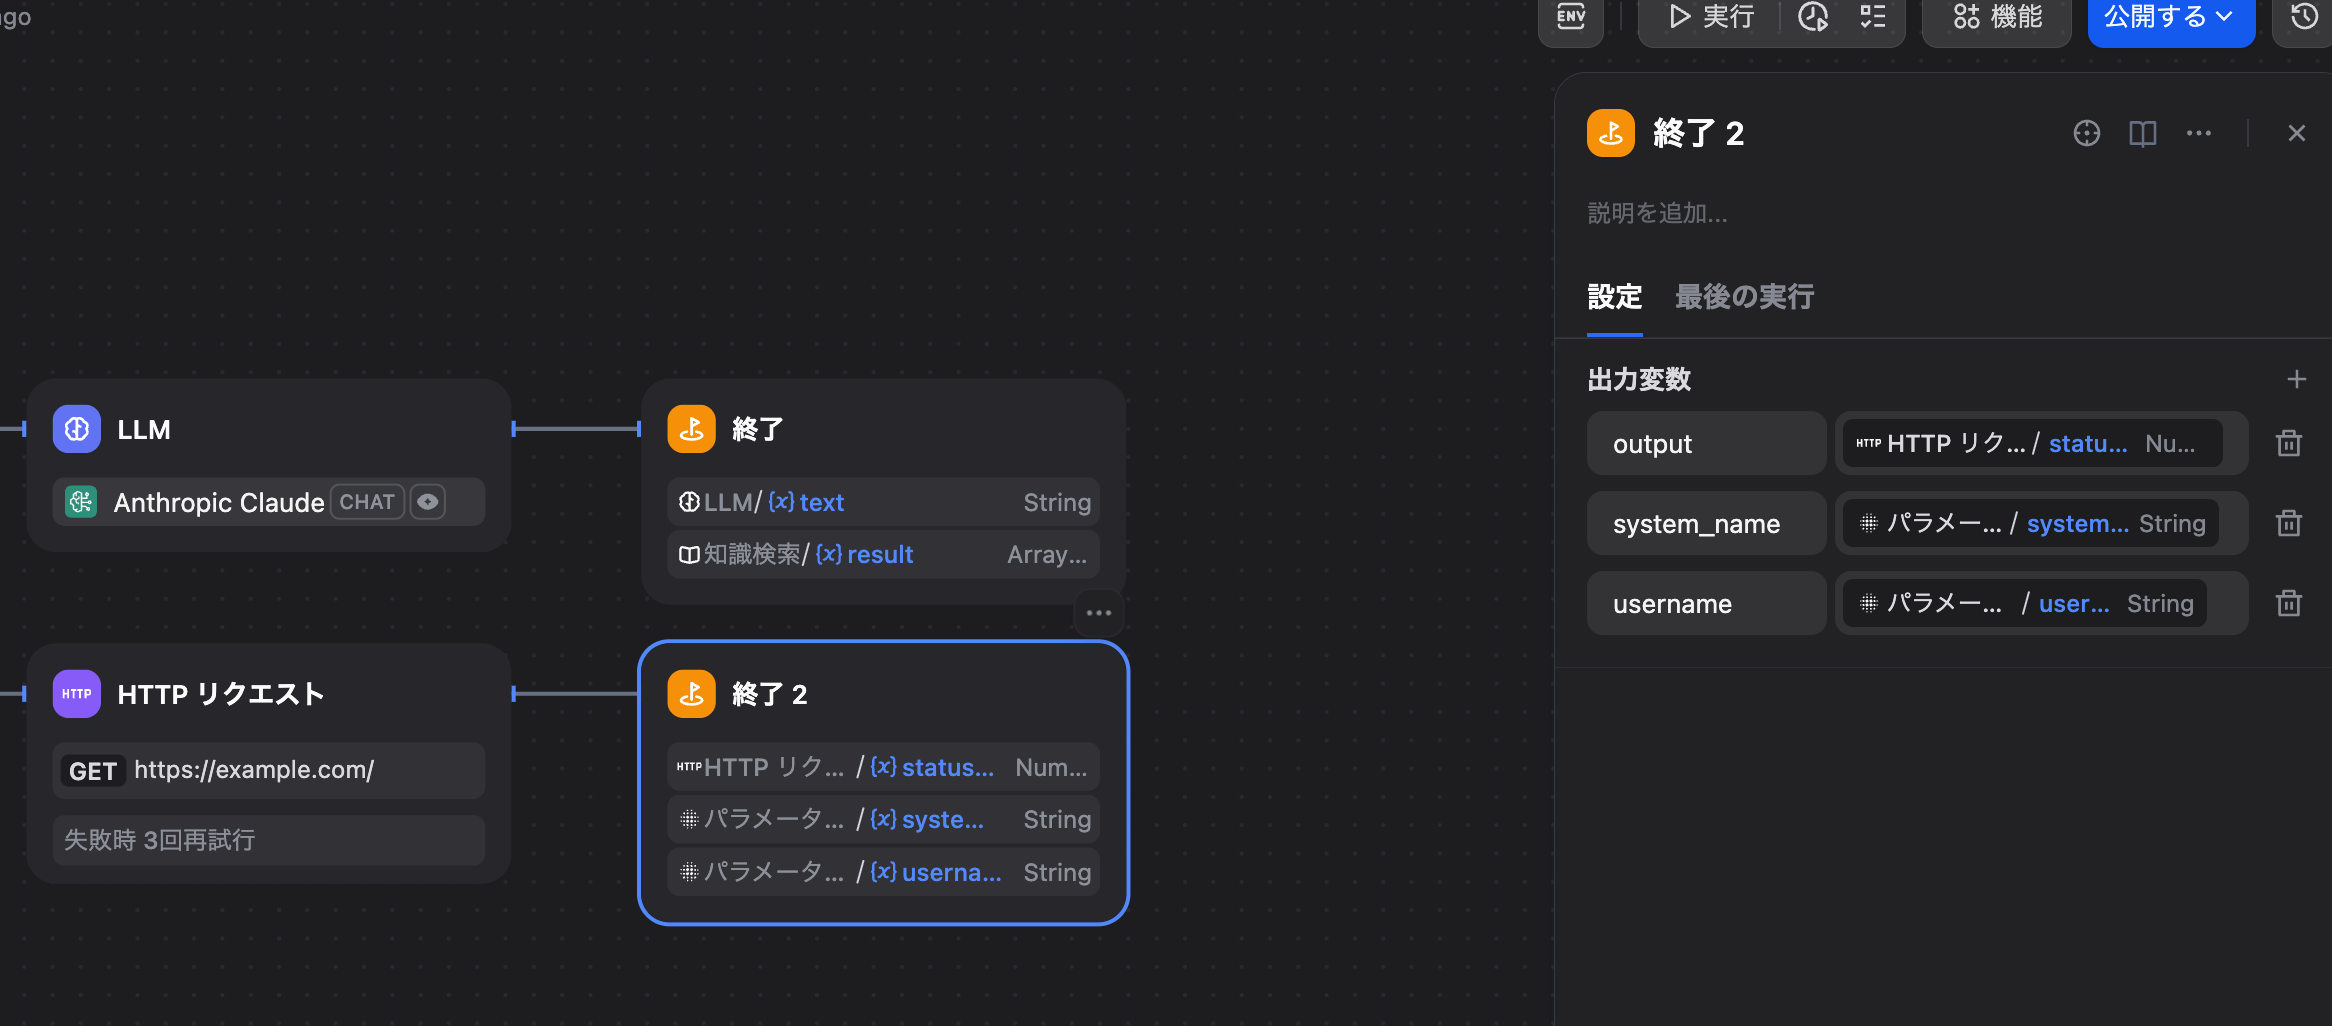 ago
ENV
実行
機能
公開する
終了 2
説明を追加...
設定
最後の実行
出力変数
output
HTTP HTTP リク... / statu... Nu...
system_name
パラメー... / system... String
username
パラメー... / user... String
LLM
Anthropic Claude CHAT
終了
LLM/ {x} text String
知識検索/ {x} result Array...
HTTP HTTP リクエスト
GET https://example.com/
失敗時 3回再試行
終了 2
HTTP HTTP リク... / {x} status... Num...
パラメータ... / {x} syste... String
パラメータ... / {x} userna... String